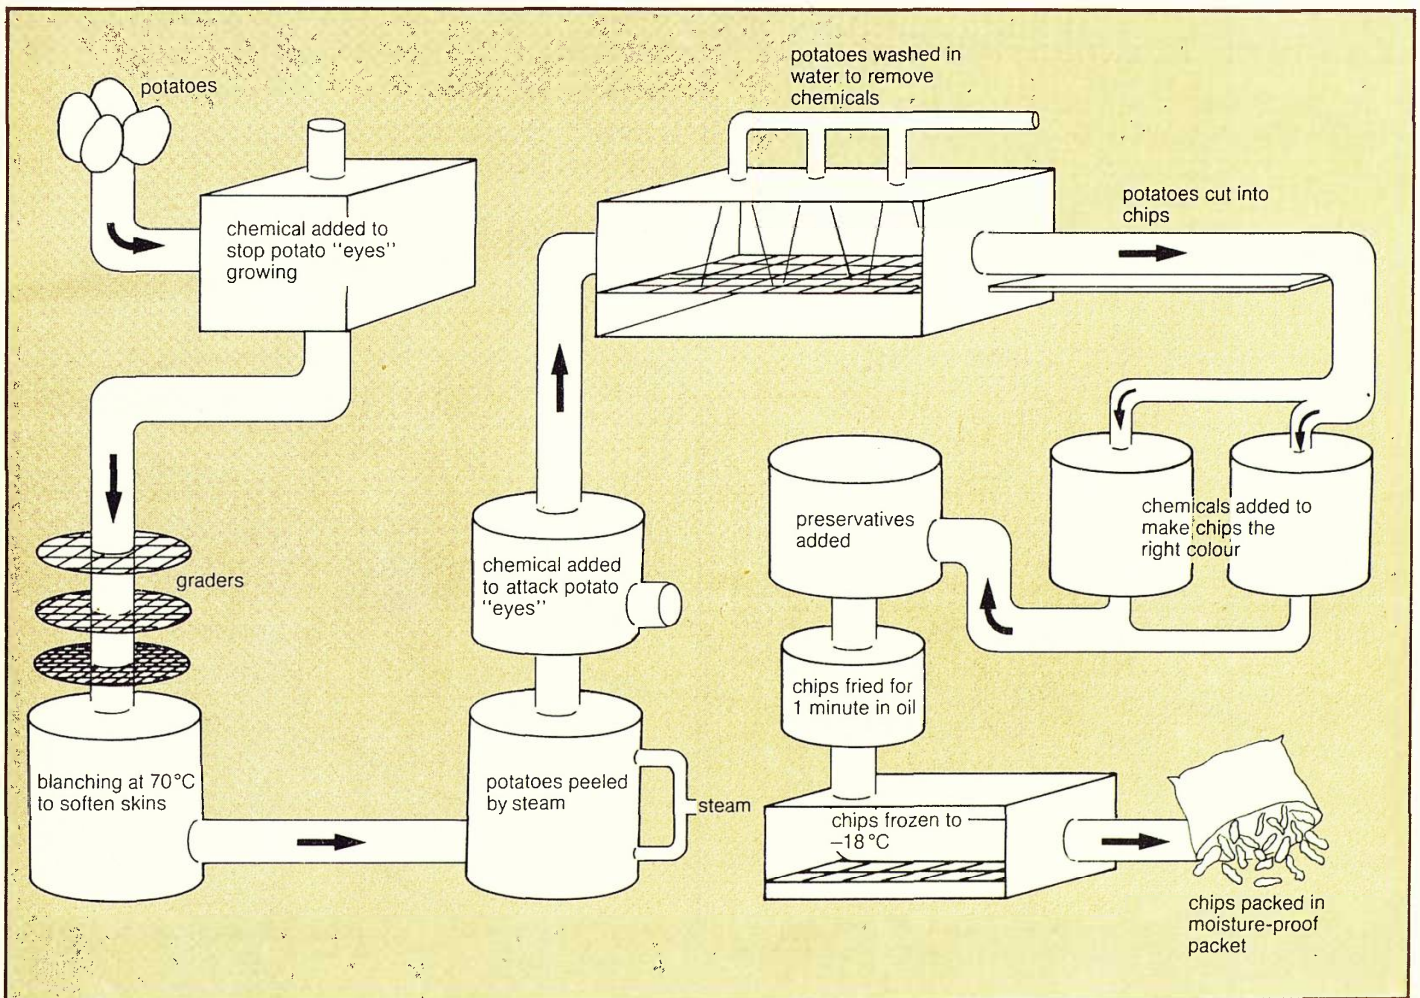 potatoes
chemical added to
stop potato "eyes"
growing
graders
blanching at 70°C
to soften skins
potatoes peeled
by steam
steam
chemical added
to attack potato
"eyes"
potatoes washed in
water to remove
chemicals
potatoes cut into
chips
chemicals added to
make chips the
right colour
preservatives
added
chips fried for
1 minute in oil
chips frozen to
–18°C
chips packed in
moisture-proof
packet